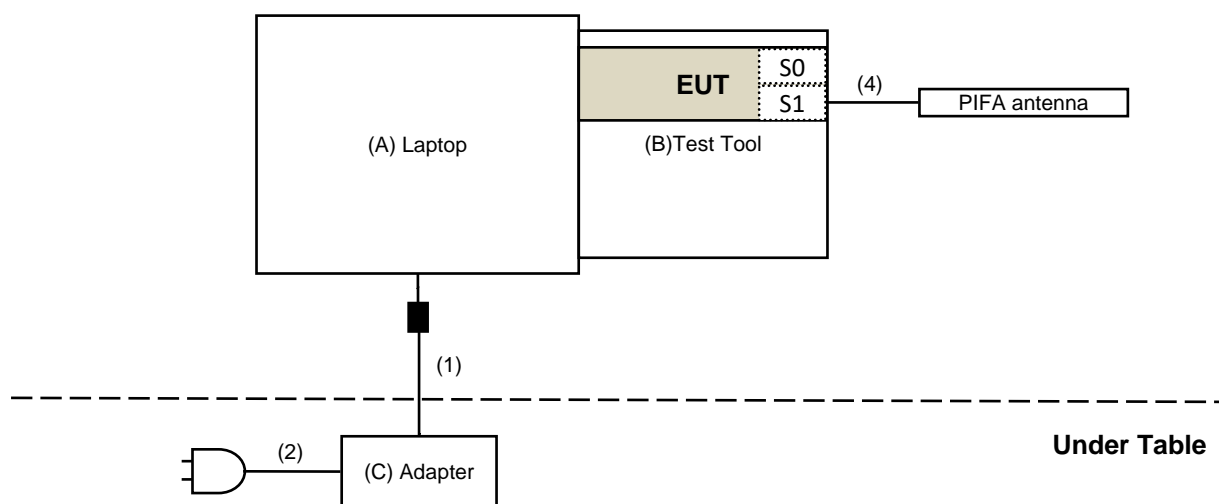 S0
EUT
S1
(4)
PIFA antenna
(A) Laptop
(B)Test Tool
(1)
Under Table
(2)
(C) Adapter